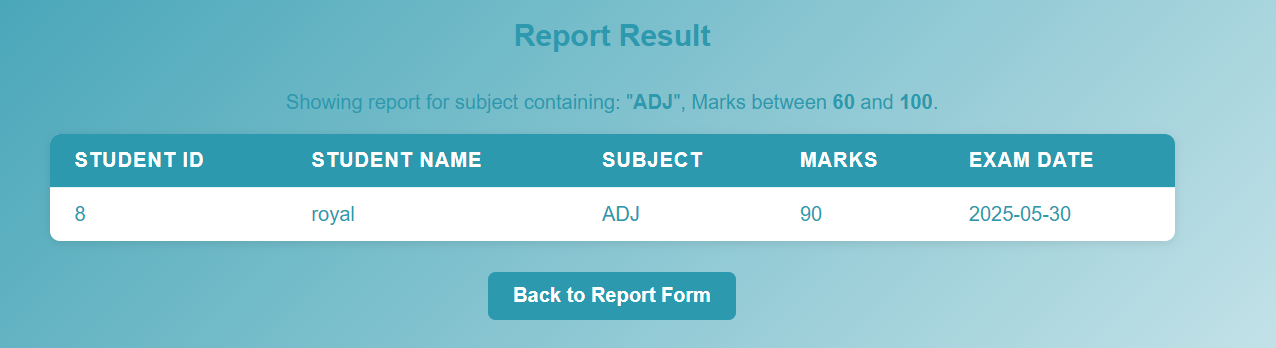 Report Result
Showing report for subject containing: "ADJ", Marks between 60 and 100.
STUDENT ID STUDENT NAME SUBJECT MARKS EXAM DATE
8 royal ADJ 90 2025-05-30
Back to Report Form